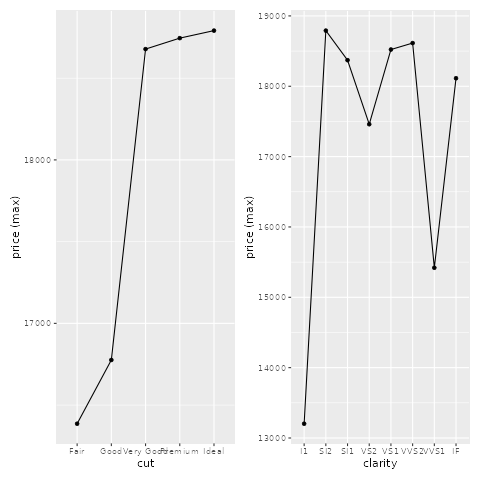 price (max)
18000
17000
Fair Good Very Good Premium Ideal
cut
price (max)
19000
18000
17000
16000
15000
14000
13000
I1 SI2 SI1 VS2 VS1 VVS2 VVS1 IF
clarity